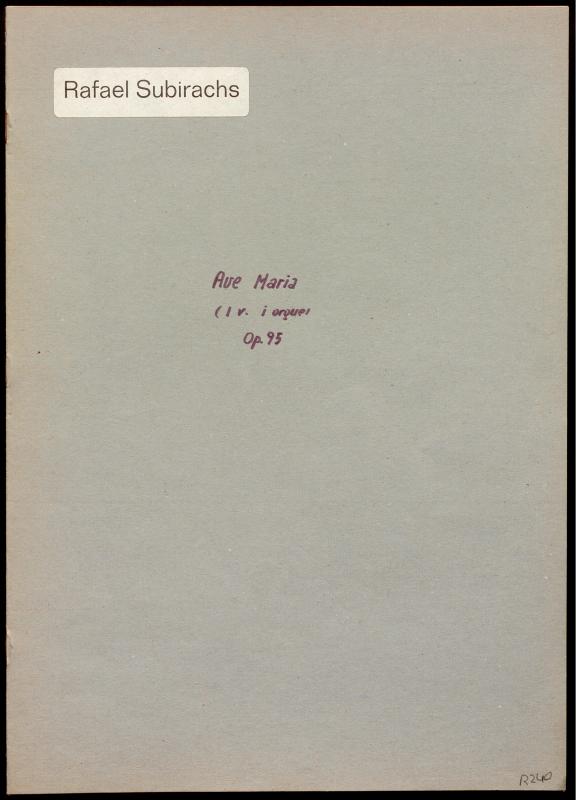 Rafael Subirachs
Ave Maria
(1 v. i orgue)
Op. 95
R240